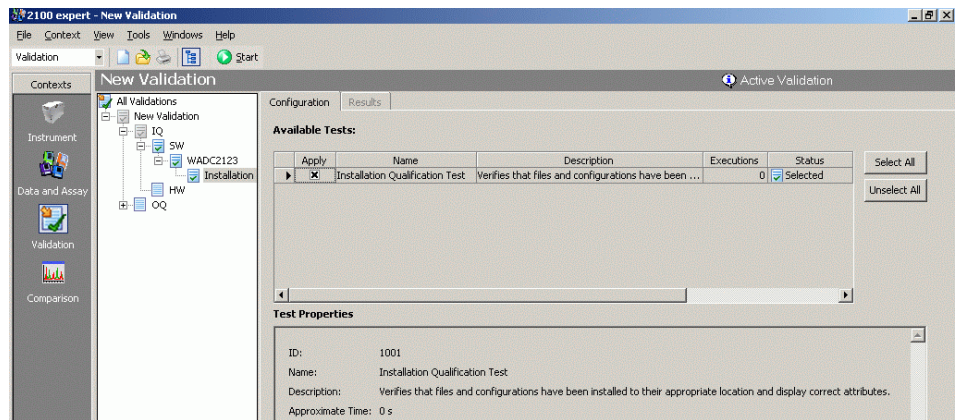 2100 expert - New Validation
File Context View Tools Windows Help
Validation Start
Contexts
Instrument
Data and Assay
Validation
Comparison
New Validation
Active Validation
All Validations
New Validation
IQ
SW
WADC2123
Installation
HW
OQ
Configuration Results
Available Tests:
Apply Name Description Executions Status
Installation Qualification Test Verifies that files and configurations have been ... 0 Selected
Select All
Unselect All
Test Properties
ID: 1001
Name: Installation Qualification Test
Description: Verifies that files and configurations have been installed to their appropriate location and display correct attributes.
Approximate Time: 0 s